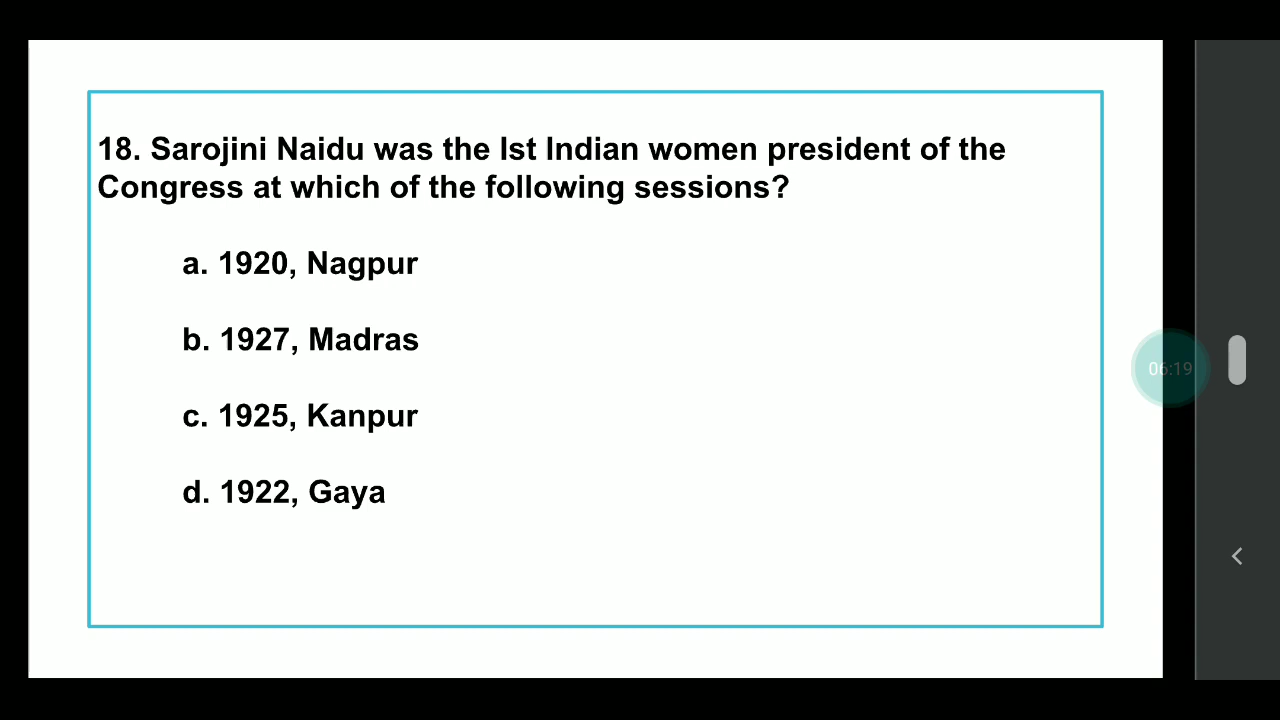 18. Sarojini Naidu was the Ist Indian women president of the
Congress at which of the following sessions?
a. 1920, Nagpur
b. 1927, Madras
c. 1925, Kanpur
d. 1922, Gaya
06:19